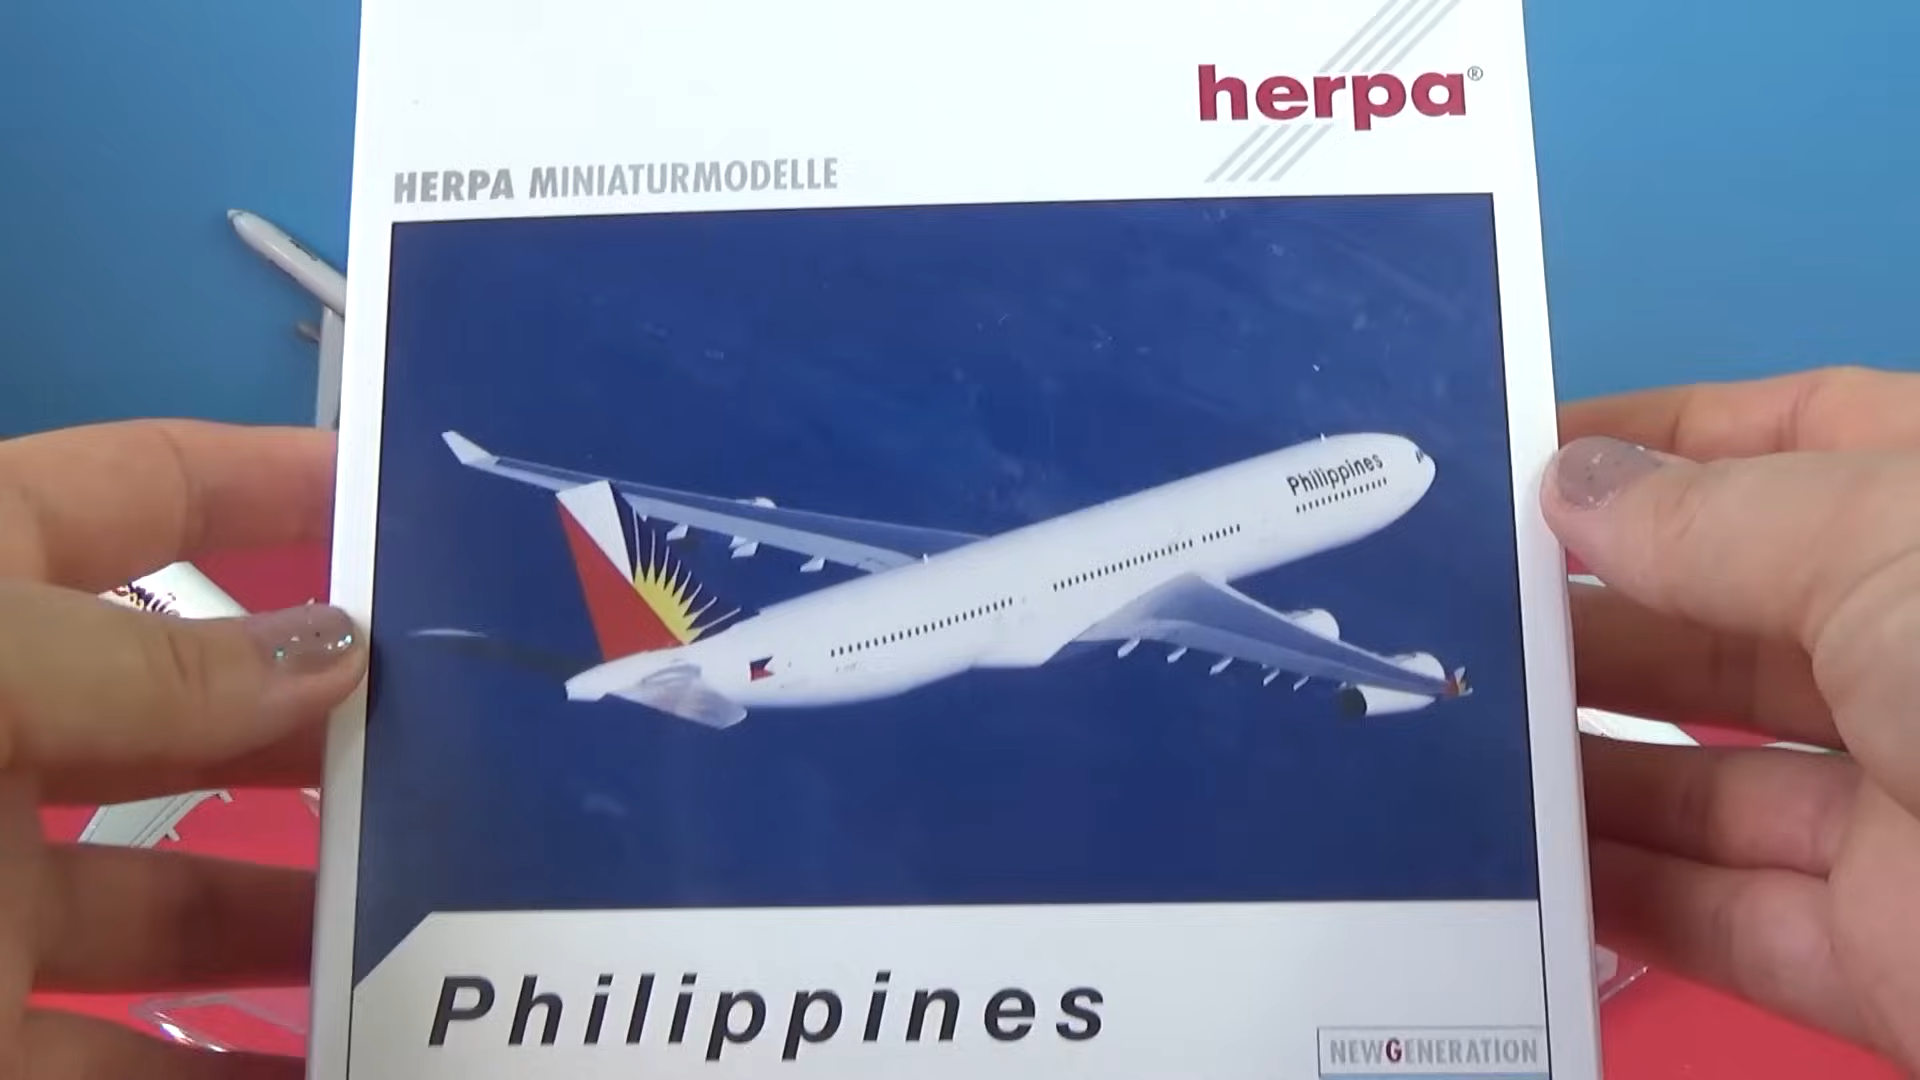 herpa®
HERPA MINIATURMODELLE
Philippines
Philippines
NEWGENERATION